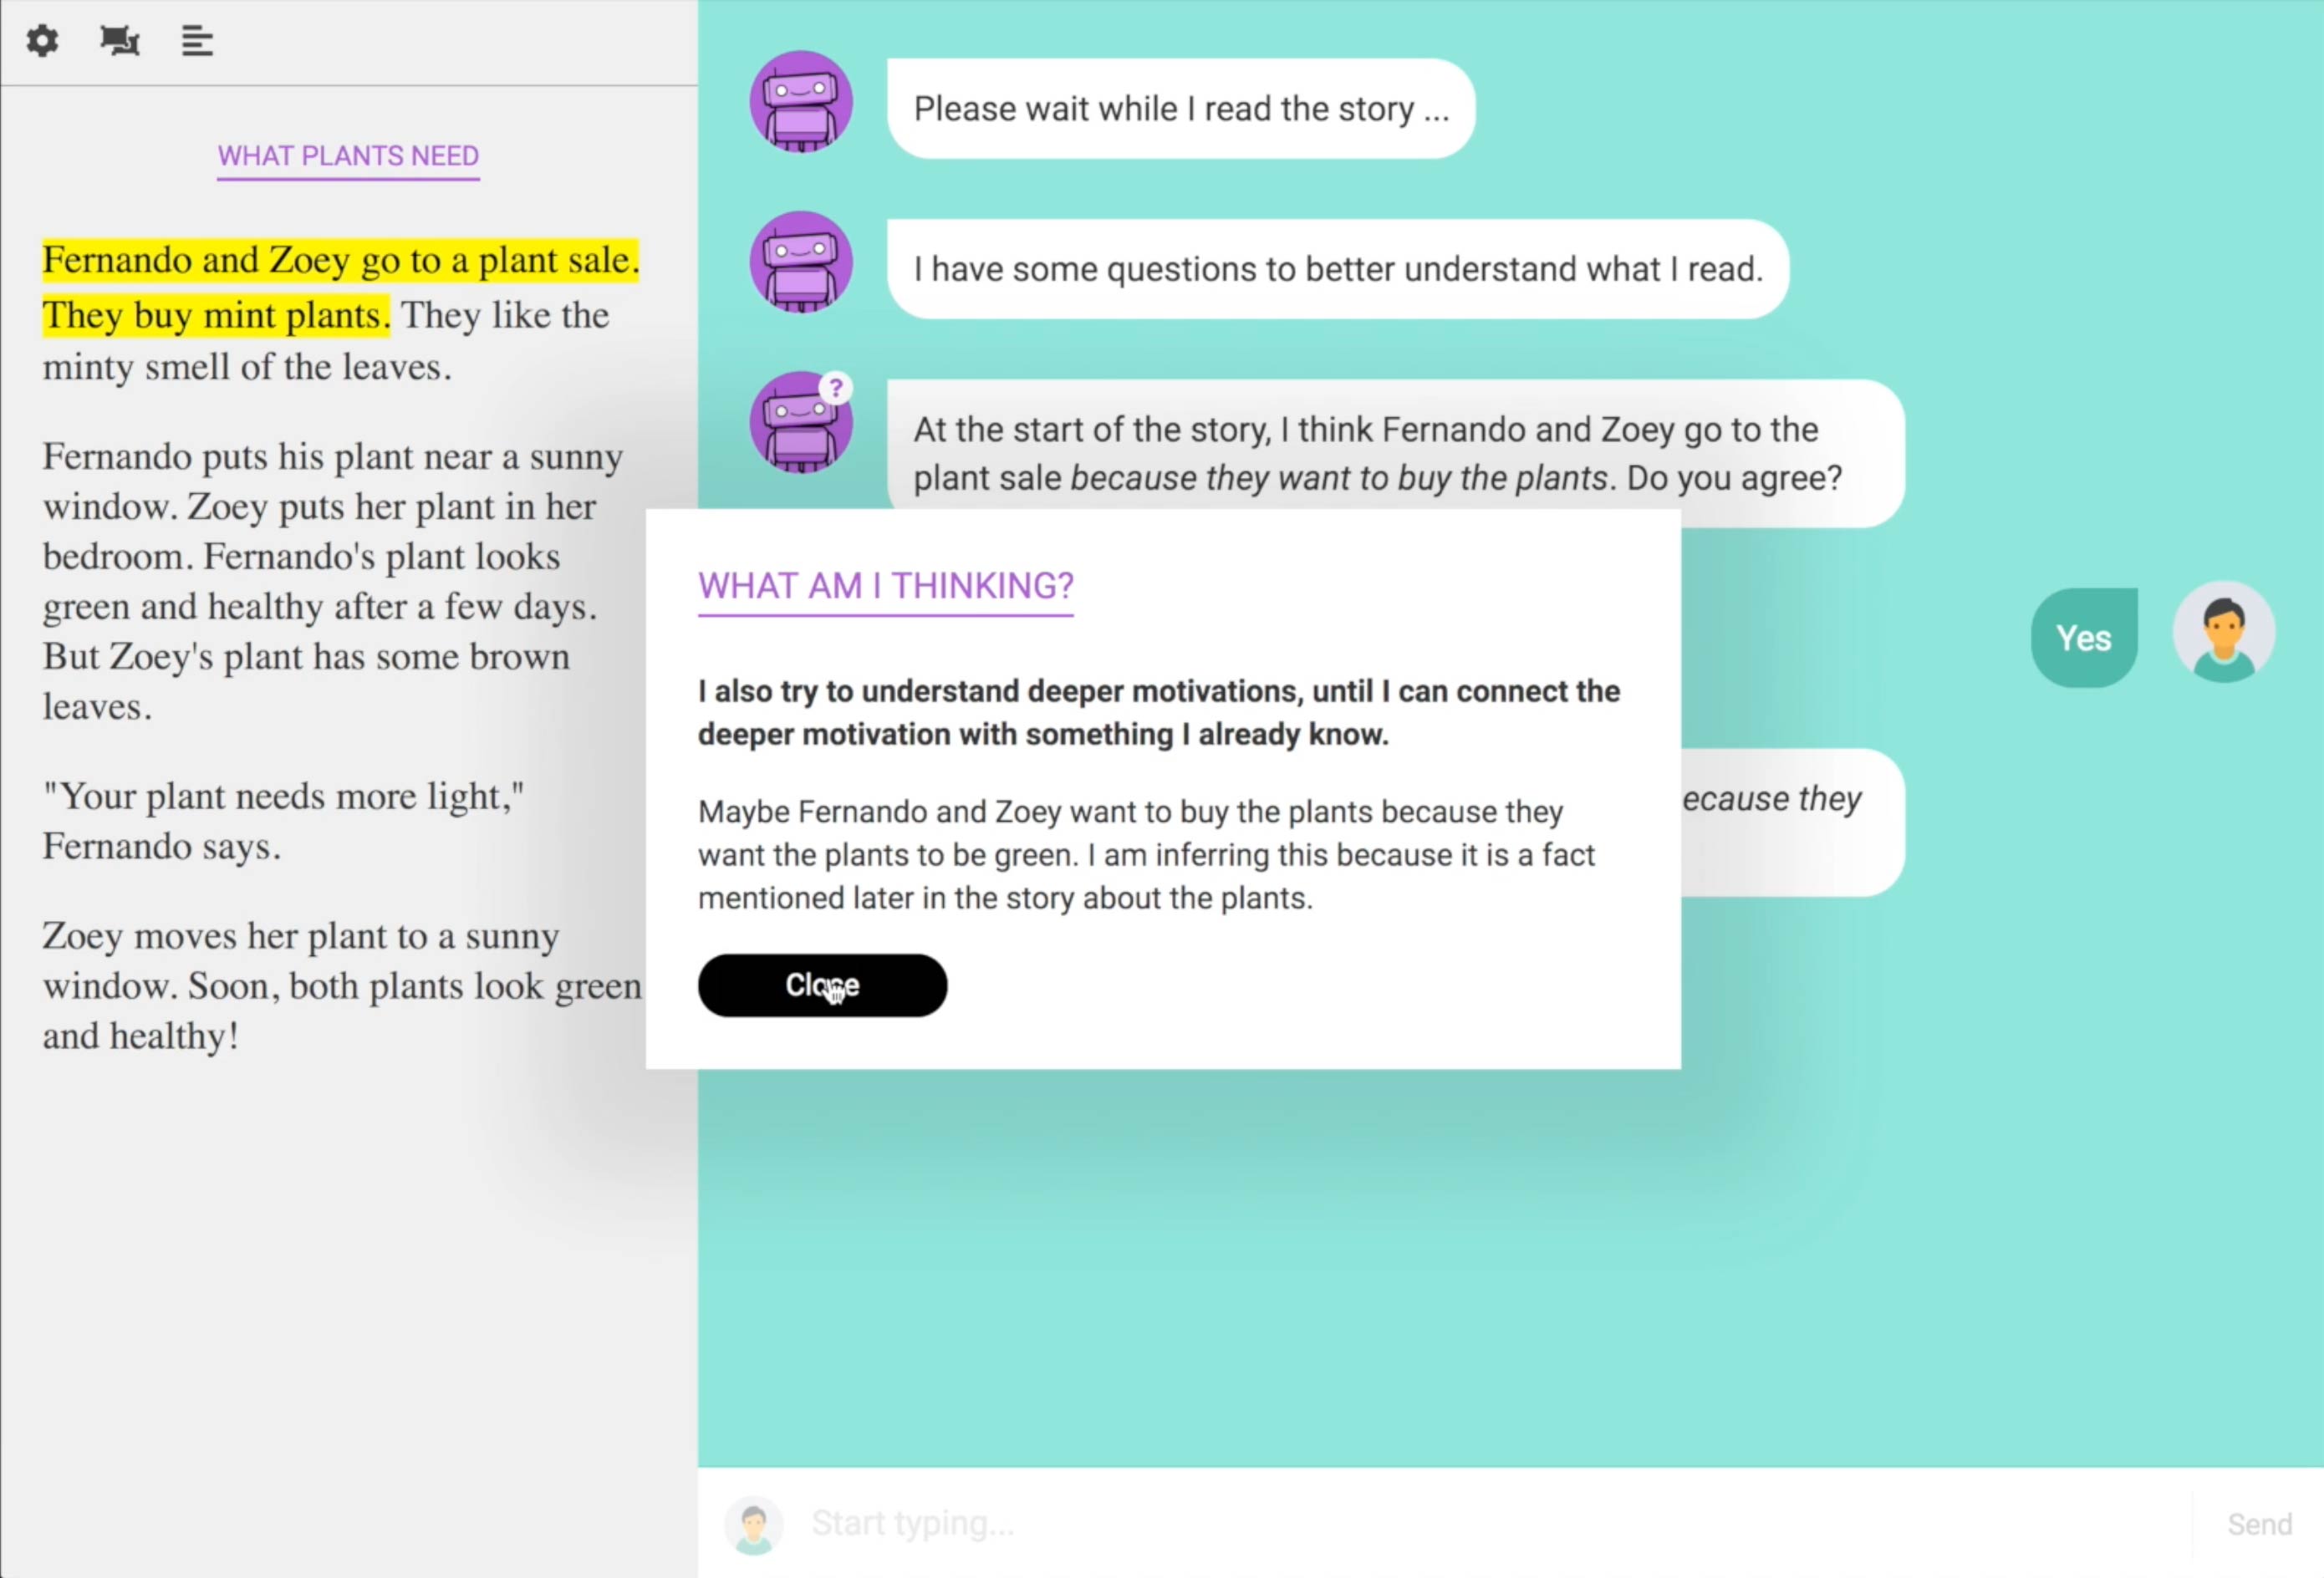 WHAT PLANTS NEED
Fernando and Zoey go to a plant sale.
They buy mint plants. They like the
minty smell of the leaves.
Fernando puts his plant near a sunny
window. Zoey puts her plant in her
bedroom. Fernando's plant looks
green and healthy after a few days.
But Zoey's plant has some brown
leaves.
"Your plant needs more light,"
Fernando says.
Zoey moves her plant to a sunny
window. Soon, both plants look green
and healthy!
Please wait while I read the story ...
I have some questions to better understand what I read.
?
At the start of the story, I think Fernando and Zoey go to the
plant sale because they want to buy the plants. Do you agree?
Yes
ecause they
WHAT AM I THINKING?
I also try to understand deeper motivations, until I can connect the
deeper motivation with something I already know.
Maybe Fernando and Zoey want to buy the plants because they
want the plants to be green. I am inferring this because it is a fact
mentioned later in the story about the plants.
Close
Start typing...
Send